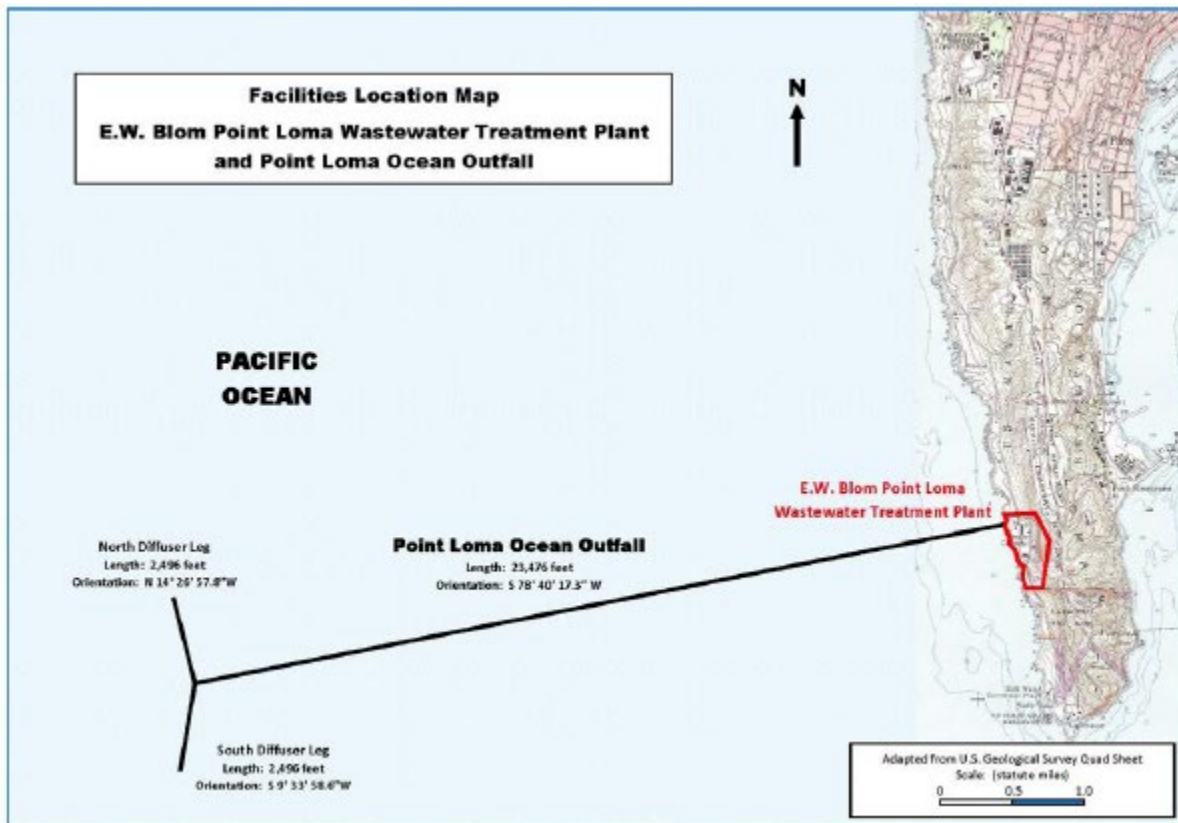 Facilities Location Map
E.W. Blom Point Loma Wastewater Treatment Plant
and Point Loma Ocean Outfall
N
PACIFIC
OCEAN
E.W. Blom Point Loma
Wastewater Treatment Plant
North Diffuser Leg
Length: 2,496 feet
Orientation: N 14° 26' 57.8"W
Point Loma Ocean Outfall
Length: 23,476 feet
Orientation: S 78° 40' 17.3" W
South Diffuser Leg
Length: 2,496 feet
Orientation: S 9° 33' 58.6"W
Adapted from U.S. Geological Survey Quad Sheet
Scale: (statute miles)
0 0.5 1.0